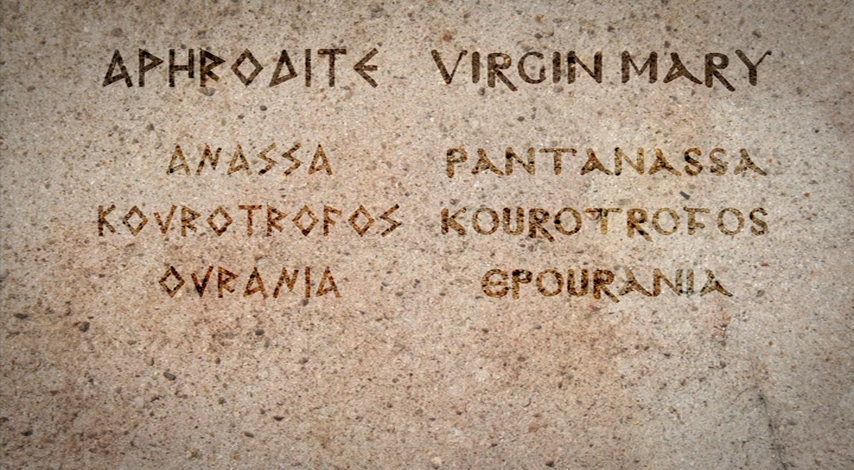 APHRODITE VIRGIN MARY
ANASSA PANTANASSA
KOVROTROFOS KOUROTROFOS
OVRANIA EPOURANIA